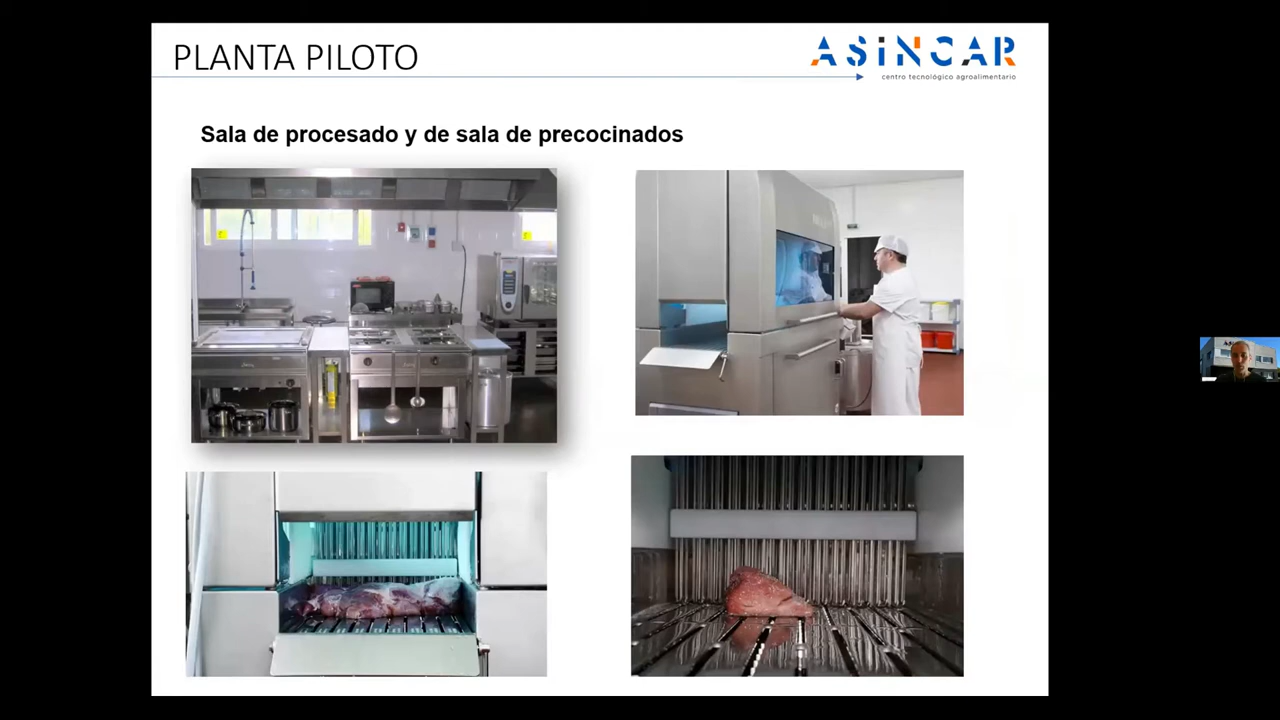 PLANTA PILOTO
ASiNCAR
centro tecnológico agroalimentario
Sala de procesado y de sala de precocinados